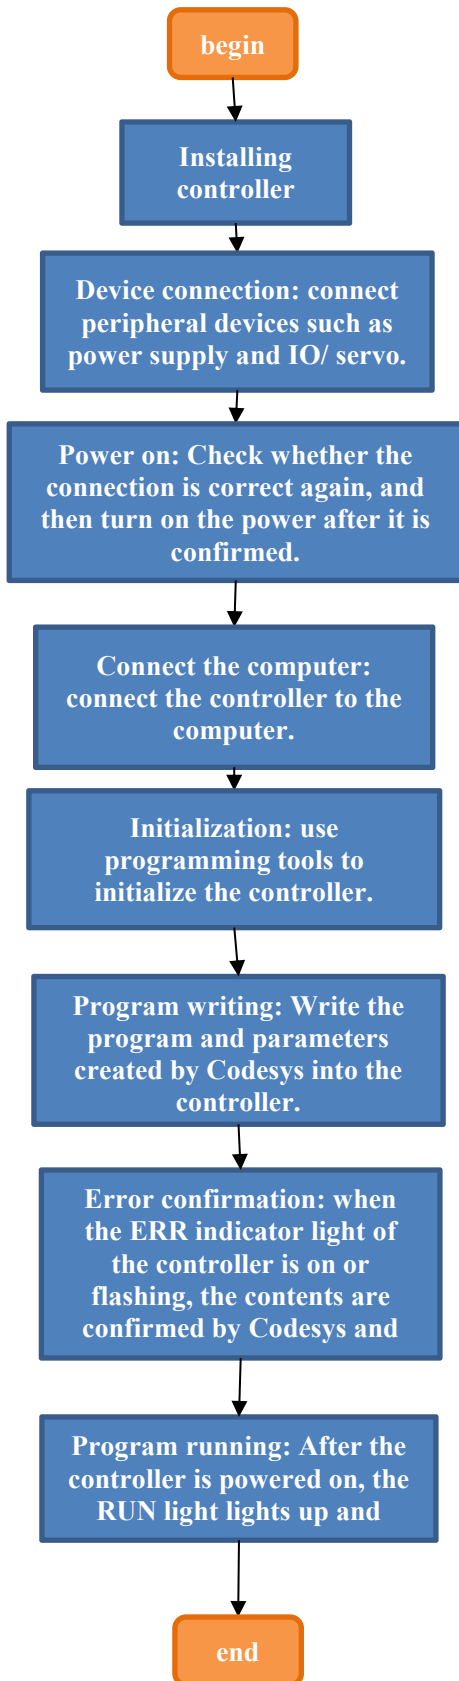 begin
Installing
controller
Device connection: connect
peripheral devices such as
power supply and IO/ servo.
Power on: Check whether the
connection is correct again, and
then turn on the power after it is
confirmed.
Connect the computer:
connect the controller to the
computer.
Initialization: use
programming tools to
initialize the controller.
Program writing: Write the
program and parameters
created by Codesys into the
controller.
Error confirmation: when
the ERR indicator light of
the controller is on or
flashing, the contents are
confirmed by Codesys and
Program running: After the
controller is powered on, the
RUN light lights up and
end